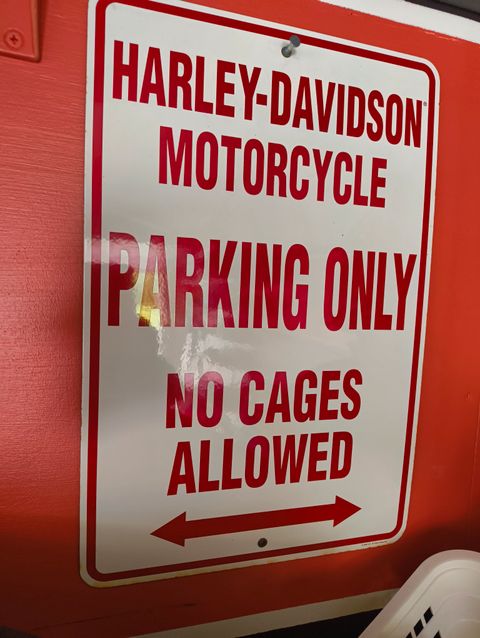 HARLEY-DAVIDSON®
MOTORCYCLE
PARKING ONLY
NO CAGES
ALLOWED